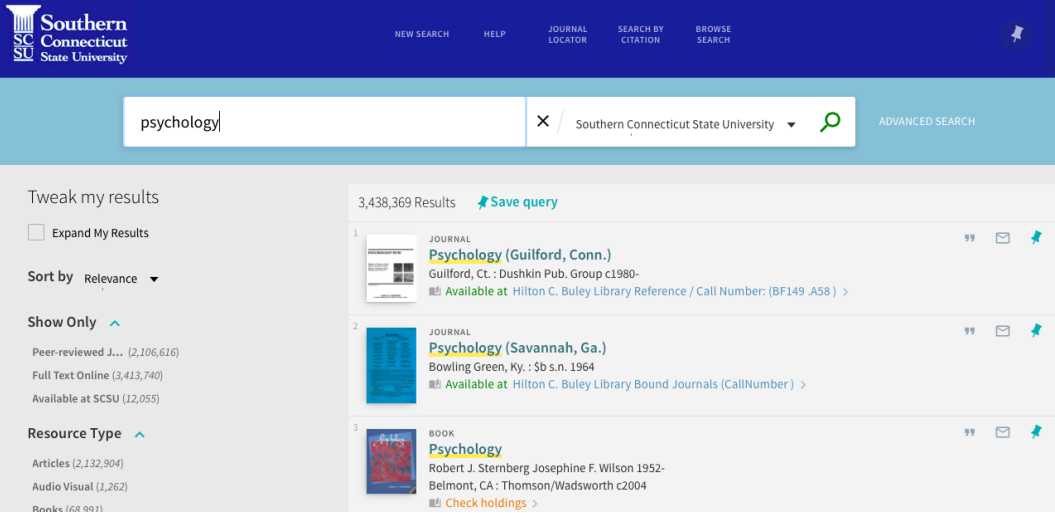 Southern
SC Connecticut
SU State University
NEW SEARCH
HELP
JOURNAL
LOCATOR
SEARCH BY
CITATION
BROWSE
SEARCH
psychology
Southern Connecticut State University
ADVANCED SEARCH
Tweak my results
Expand My Results
Sort by Relevance
Show Only
Peer-reviewed J... (2,106,616)
Full Text Online (3,413,740)
Available at SCSU (12,055)
Resource Type
Articles (2,132,904)
Audio Visual (1,262)
Books (68,991)
3,438,369 Results Save query
1
JOURNAL
Psychology (Guilford, Conn.)
Guilford, Ct. : Dushkin Pub. Group c1980-
Available at Hilton C. Buley Library Reference / Call Number: (BF149 .A58 )
2
JOURNAL
Psychology (Savannah, Ga.)
Bowling Green, Ky. : $b s.n. 1964
Available at Hilton C. Buley Library Bound Journals (CallNumber )
3
BOOK
Psychology
Robert J. Sternberg Josephine F. Wilson 1952-
Belmont, CA : Thomson/Wadsworth c2004
Check holdings